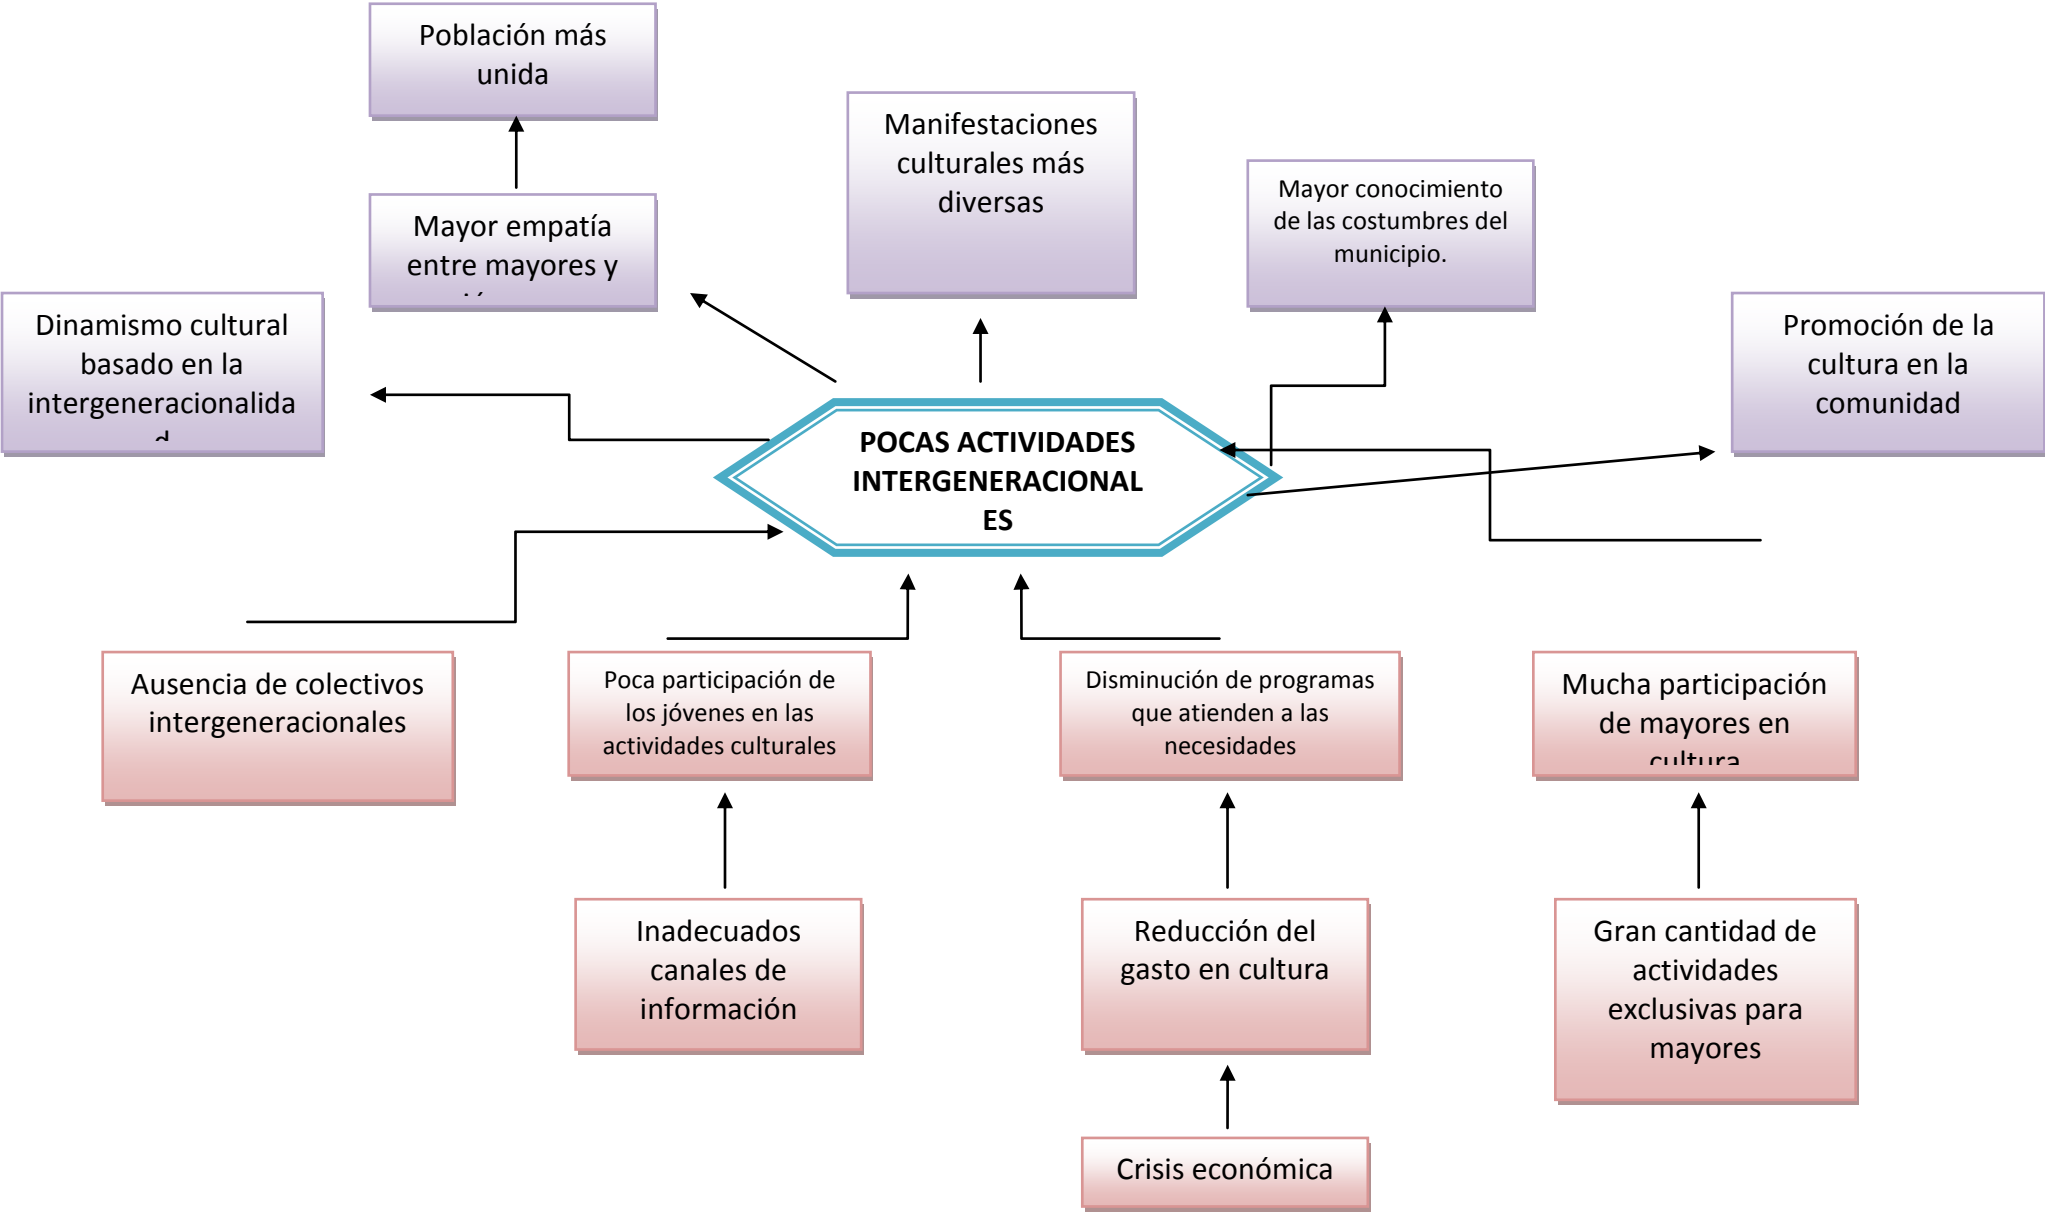 Población más
unida
Manifestaciones
culturales más
diversas
Mayor conocimiento
de las costumbres del
municipio.
Mayor empatía
entre mayores y
Dinamismo cultural
basado en la
intergeneracionalida
d
Promoción de la
cultura en la
comunidad
POCAS ACTIVIDADES
INTERGENERACIONAL
ES
Ausencia de colectivos
intergeneracionales
Poca participación de
los jóvenes en las
actividades culturales
Disminución de programas
que atienden a las
necesidades
Mucha participación
de mayores en
cultura
Inadecuados
canales de
información
Reducción del
gasto en cultura
Gran cantidad de
actividades
exclusivas para
mayores
Crisis económica